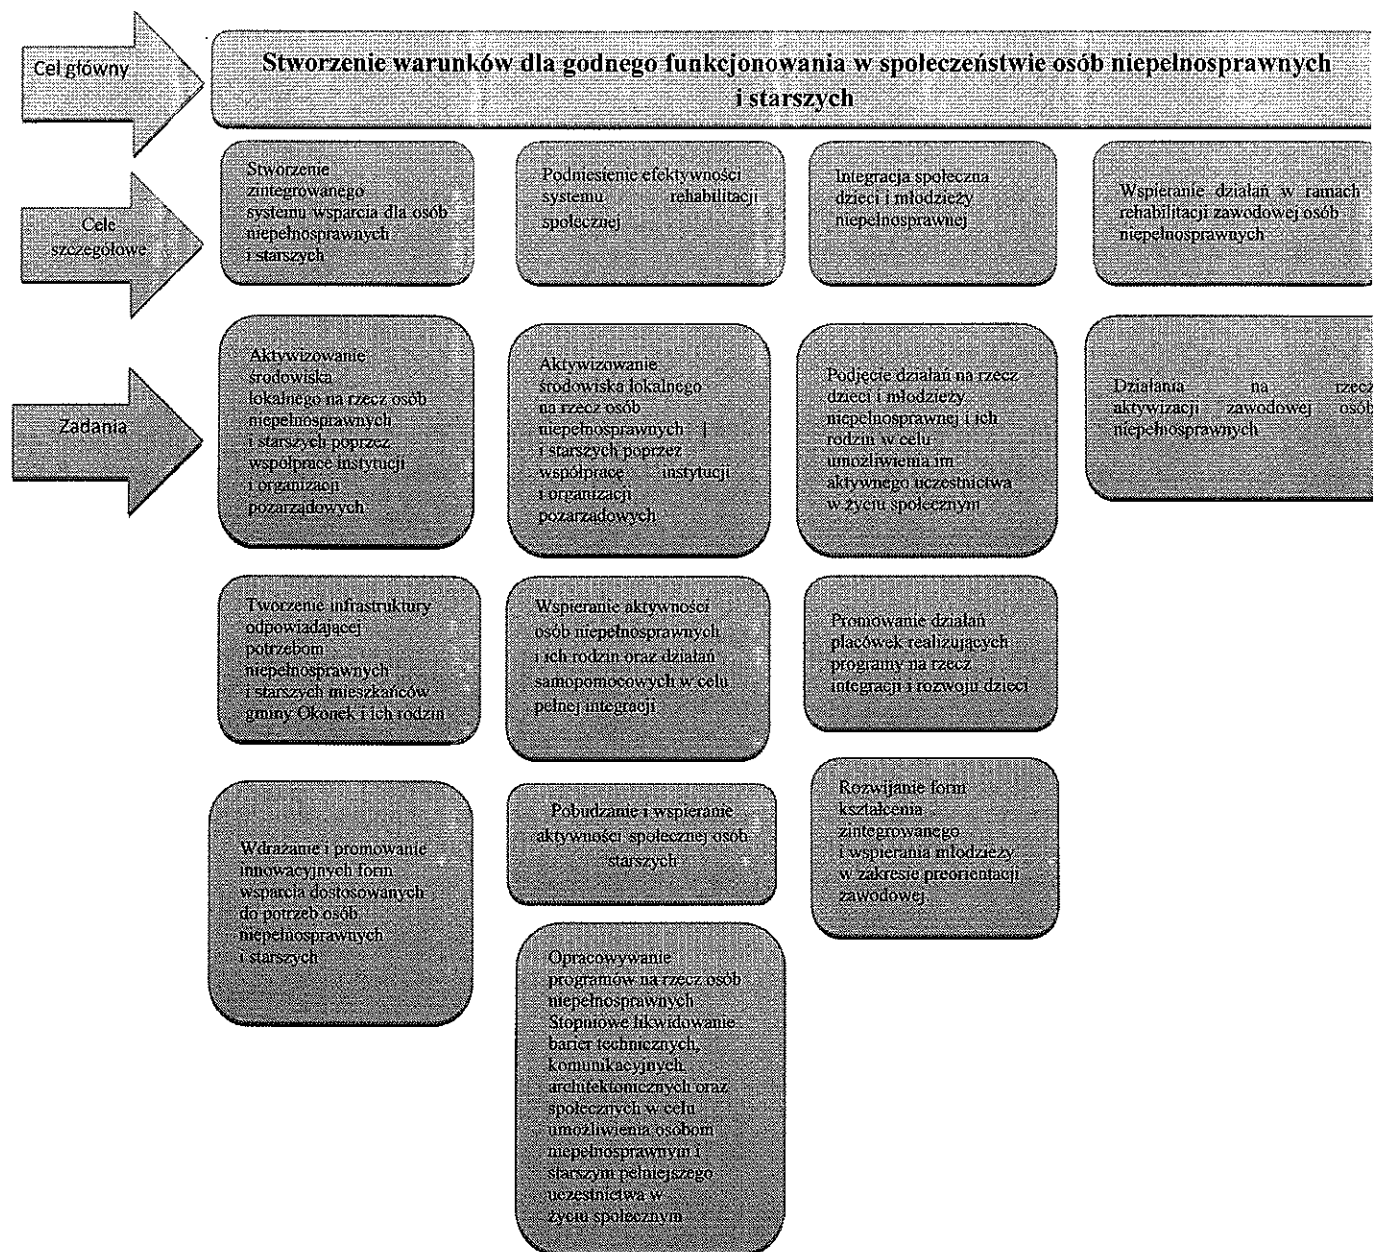 Cel główny
Stworzenie warunków dla godnego funkcjonowania w społeczeństwie osób niepełnosprawnych
i starszych
Cele
szczegółowe
Stworzenie
zintegrowanego
systemu wsparcia dla osób
niepełnosprawnych
i starszych
Podniesienie efektywności
systemu rehabilitacji
społecznej
Integracja społeczna
dzieci i młodzieży
niepełnosprawnej
Wspieranie działań w ramach
rehabilitacji zawodowej osób
niepełnosprawnych
Zadania
Aktywizowanie
środowiska
lokalnego na rzecz osób
niepełnosprawnych
i starszych poprzez
współpracę instytucji
i organizacji
pozarządowych
Aktywizowanie
środowiska lokalnego
na rzecz osób
niepełnosprawnych i
i starszych poprzez
współpracę instytucji
i organizacji
pozarządowych
Podjęcie działań na rzecz
dzieci i młodzieży
niepełnosprawnej i ich
rodzin w celu
umożliwienia im
aktywnego uczestnictwa
w życiu społecznym
Działania na rzecz
aktywizacji zawodowej osób
niepełnosprawnych
Tworzenie infrastruktury
odpowiadającej
potrzebom
niepełnosprawnych
i starszych mieszkańców
gminy Okonek i ich rodzin
Wspieranie aktywności
osób niepełnosprawnych
i ich rodzin oraz działań
samopomocowych w celu
pełnej integracji
Promowanie działań
placówek realizujących
programy na rzecz
integracji i rozwoju dzieci
Wdrażanie i promowanie
innowacyjnych form
wsparcia dostosowanych
do potrzeb osób
niepełnosprawnych
i starszych
Pobudzanie i wspieranie
aktywności społecznej osób
starszych
Rozwijanie form
kształcenia
zintegrowanego
i wspierania młodzieży
w zakresie preorientacji
zawodowej.
Opracowywanie
programów na rzecz osób
niepełnosprawnych
Stopniowe likwidowanie
barier technicznych,
komunikacyjnych,
architektonicznych oraz
społecznych w celu
umożliwienia osobom
niepełnosprawnym i
starszym pełniejszego
uczestnictwa w
życiu społecznym